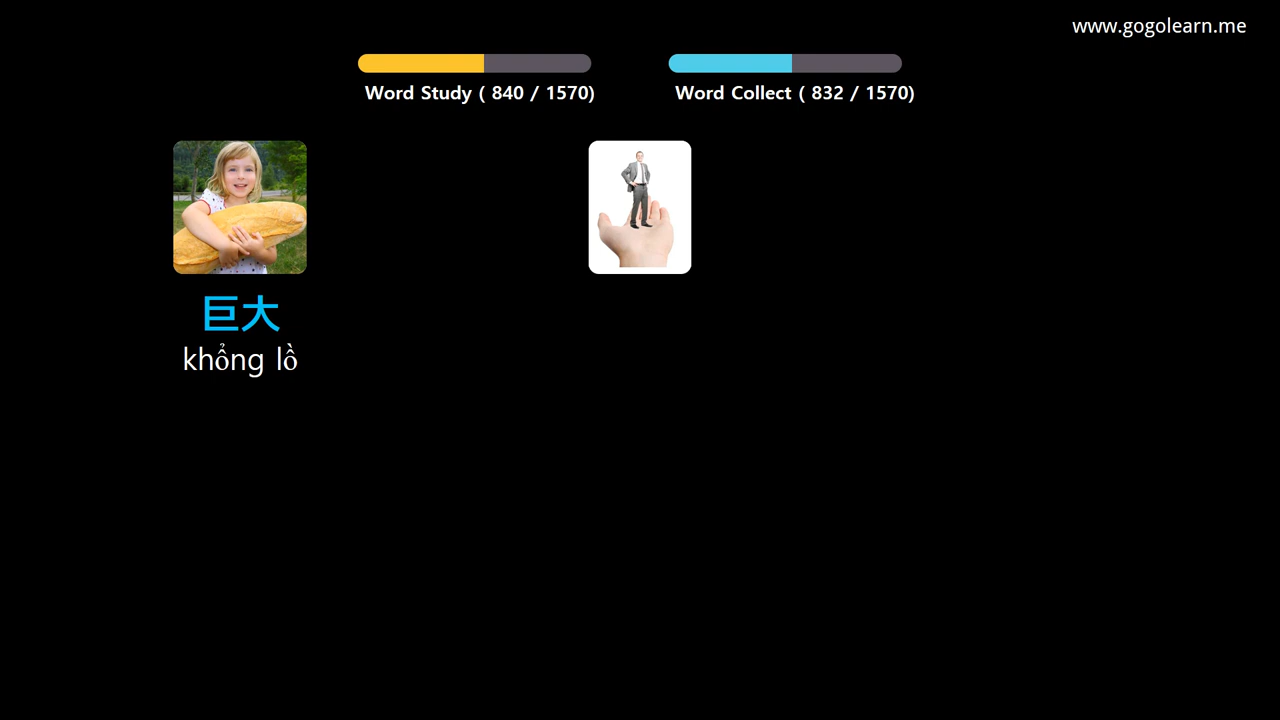 www.gogolearn.me
Word Study ( 840 / 1570)
Word Collect ( 832 / 1570)
巨大
khổng lồ